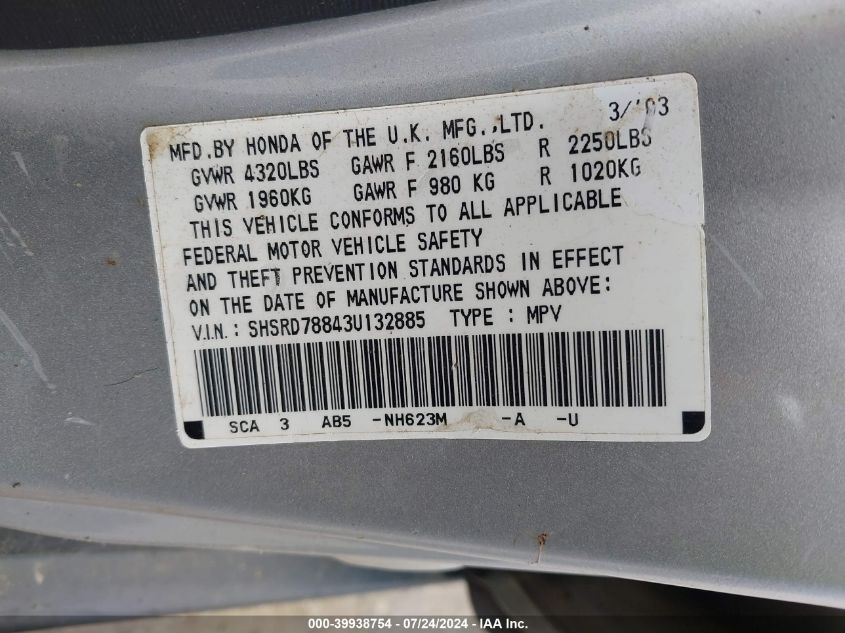 MFD.BY HONDA OF THE U.K. MFG.,LTD. 3/'03
GVWR 4320LBS GAWR F 2160LBS R 2250LBS
GVWR 1960KG GAWR F 980 KG R 1020KG
THIS VEHICLE CONFORMS TO ALL APPLICABLE
FEDERAL MOTOR VEHICLE SAFETY
AND THEFT PREVENTION STANDARDS IN EFFECT
ON THE DATE OF MANUFACTURE SHOWN ABOVE:
V.I.N.: SHSRD78843U132885 TYPE : MPV
SCA 3 AB5 -NH623M -A -U
000-39938754 - 07/24/2024 - IAA Inc.